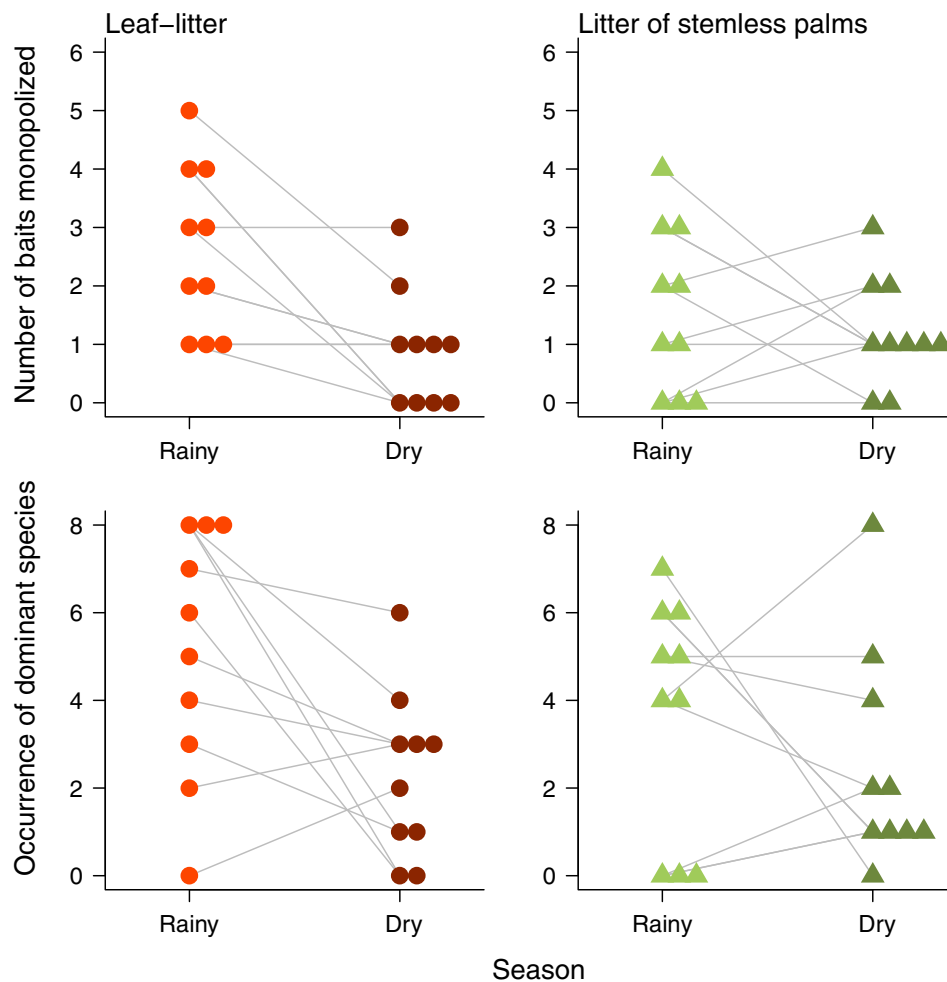 Leaf−litter
Litter of stemless palms
Number of baits monopolized
6
5
4
3
2
1
0
Rainy
Dry
6
5
4
3
2
1
0
Rainy
Dry
Occurrence of dominant species
8
6
4
2
0
Rainy
Dry
8
6
4
2
0
Rainy
Dry
Season